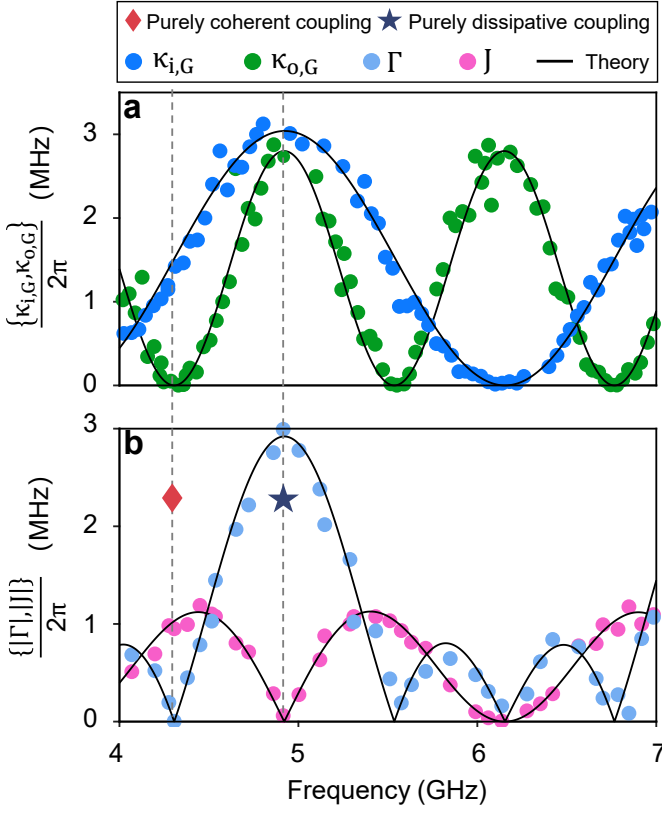 Purely coherent coupling Purely dissipative coupling
κi,G κo,G Γ J Theory
a
{κi,G,κo,G}
2π
(MHz)
3
2
1
0
b
{|Γ|,|J|}
2π
(MHz)
3
2
1
0
4 5 6 7
Frequency (GHz)